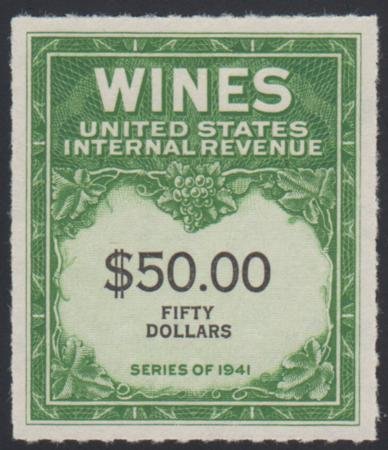 WINES
UNITED STATES
INTERNAL REVENUE
$50.00
FIFTY
DOLLARS
SERIES OF 1941